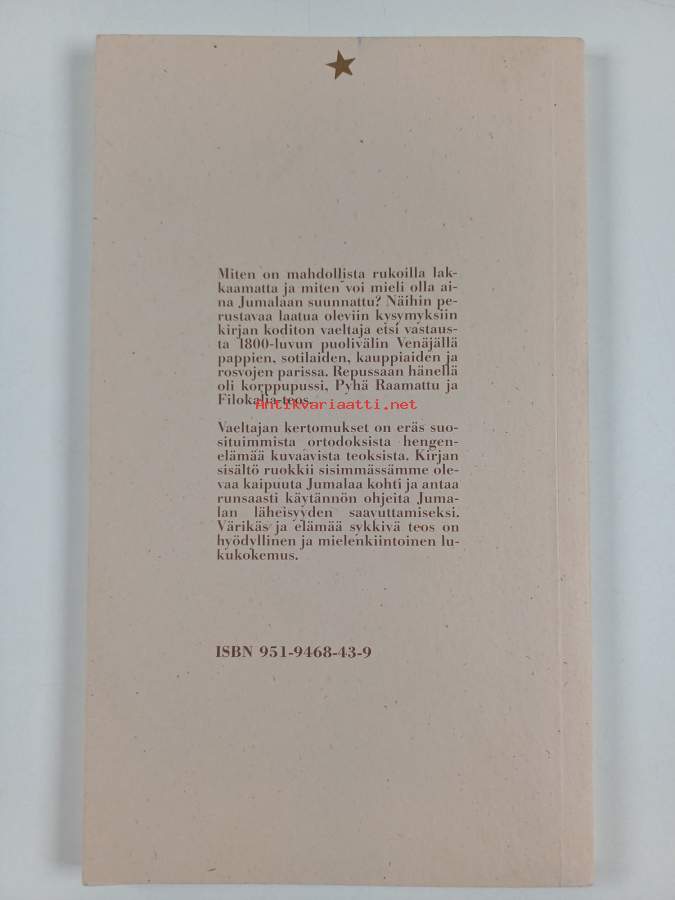 Miten on mahdollista rukoilla lak-
kaamatta ja miten voi mieli olla ai-
na Jumalaan suunnattu? Näihin pe-
rustavaa laatua oleviin kysymyksiin
kirjan koditon vaeltaja etsi vastaus-
ta 1800-luvun puolivälin Venäjällä
pappien, sotilaiden, kauppiaiden ja
rosvojen parissa. Repussaan hänellä
oli korppupussi, Pyhä Raamattu ja
Filokalia-teos.
Antikvariaatti.net
Vaeltajan kertomukset on eräs suo-
situimmista ortodoksista hengen-
elämää kuvaavista teoksista. Kirjan
sisältö ruokkii sisimmässämme ole-
vaa kaipuuta Jumalaa kohti ja antaa
runsaasti käytännön ohjeita Juma-
lan läheisyyden saavuttamiseksi.
Värikäs ja elämää sykkivä teos on
hyödyllinen ja mielenkiintoinen lu-
kukokemus.
ISBN 951-9468-43-9